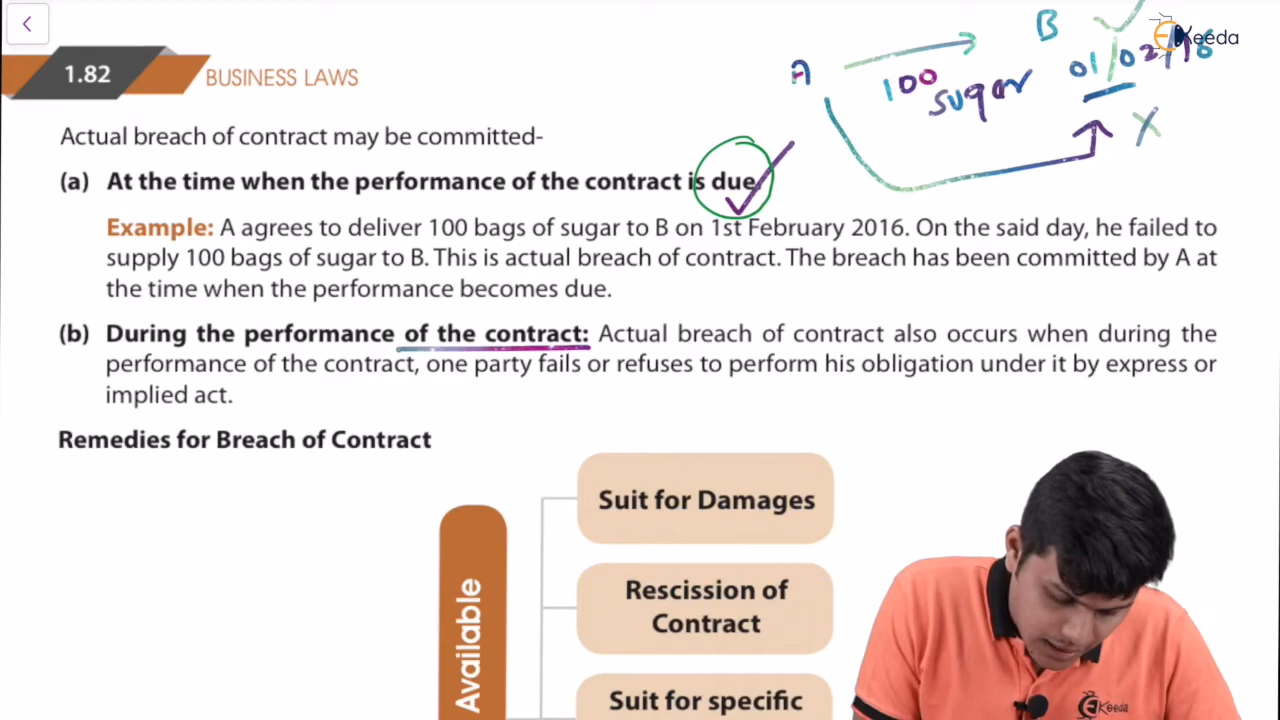 B
EKeeda
01/02/16
A
100
sugar
1.82
BUSINESS LAWS
Actual breach of contract may be committed-
(a) At the time when the performance of the contract is due.
Example: A agrees to deliver 100 bags of sugar to B on 1st February 2016. On the said day, he failed to
supply 100 bags of sugar to B. This is actual breach of contract. The breach has been committed by A at
the time when the performance becomes due.
(b) During the performance of the contract: Actual breach of contract also occurs when during the
performance of the contract, one party fails or refuses to perform his obligation under it by express or
implied act.
Remedies for Breach of Contract
Available
Suit for Damages
Rescission of
Contract
Suit for specific
EKeeda